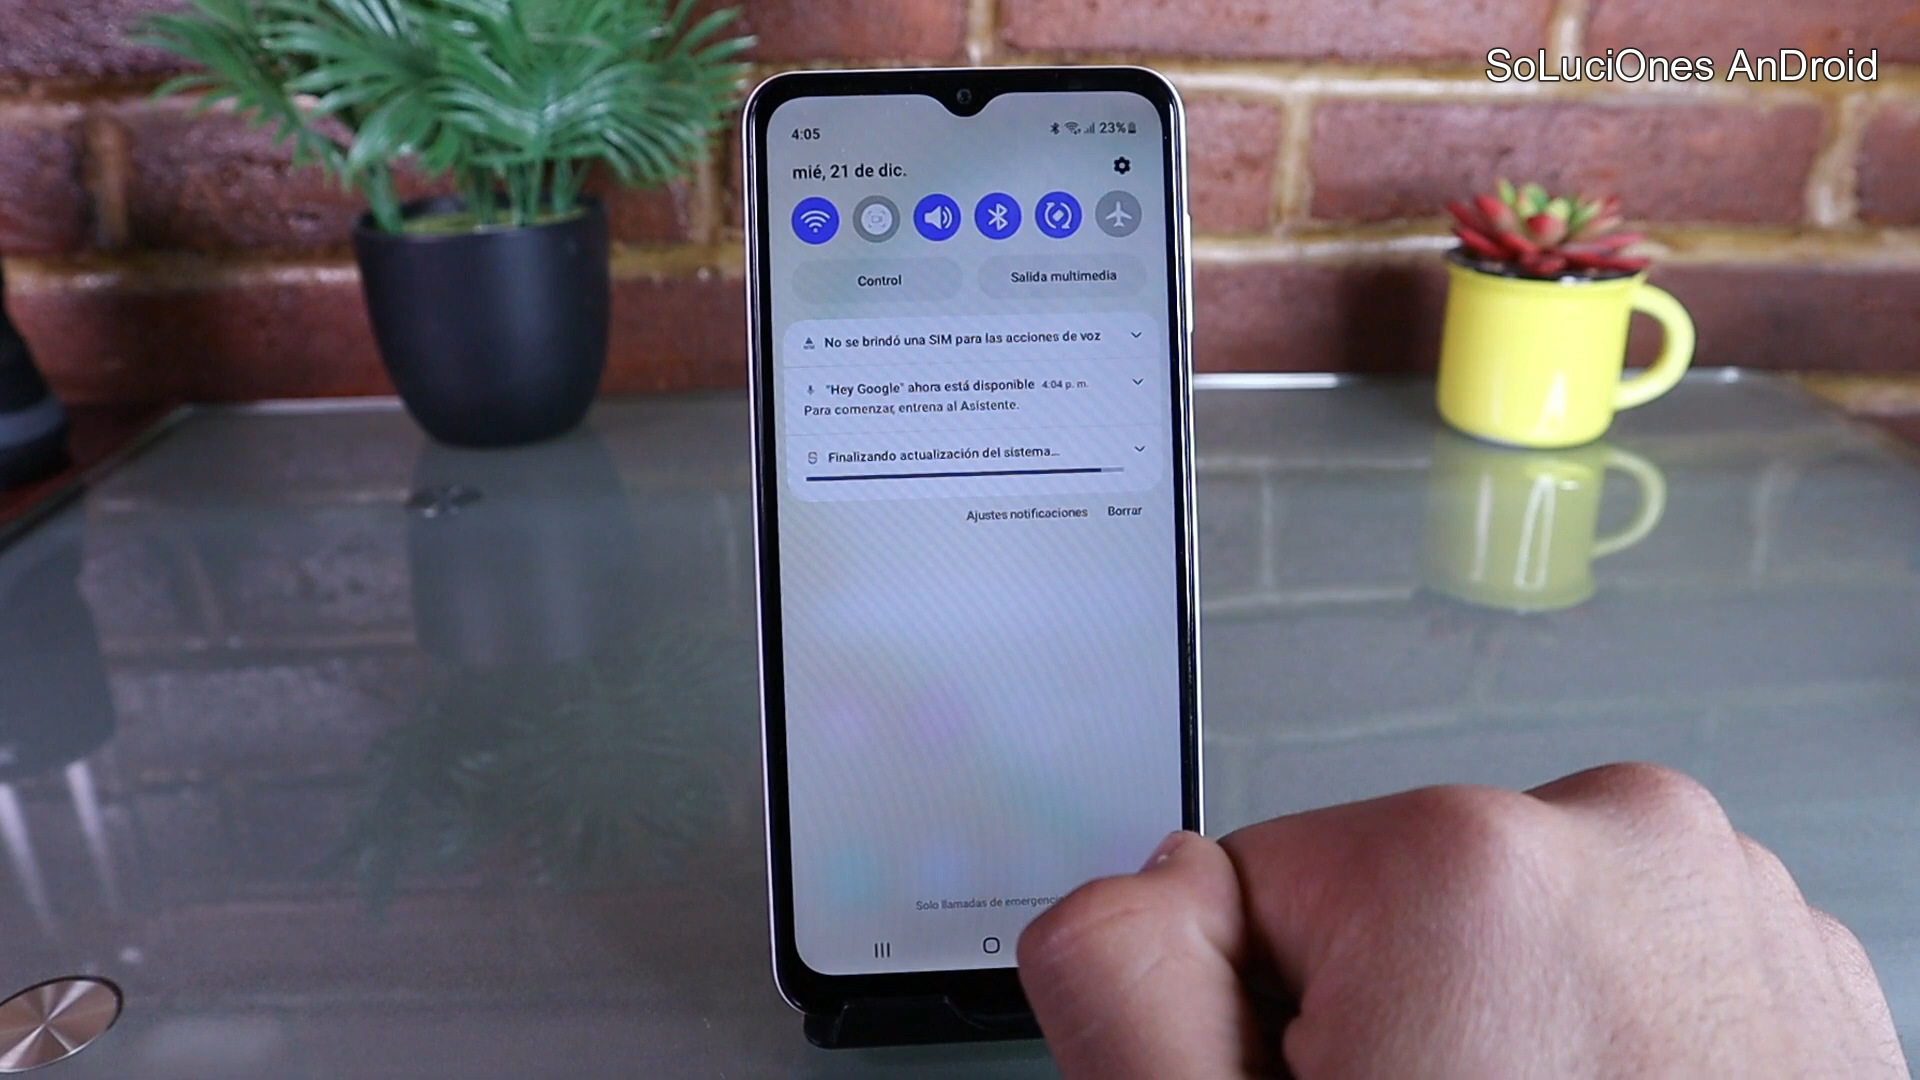 SoLuciOnes AnDroid
4:05
23%
mié, 21 de dic.
Control
Salida multimedia
No se brindó una SIM para las acciones de voz
"Hey Google" ahora está disponible 4:04 p. m.
Para comenzar, entrena al Asistente.
Finalizando actualización del sistema...
Ajustes notificaciones Borrar
Solo llamadas de